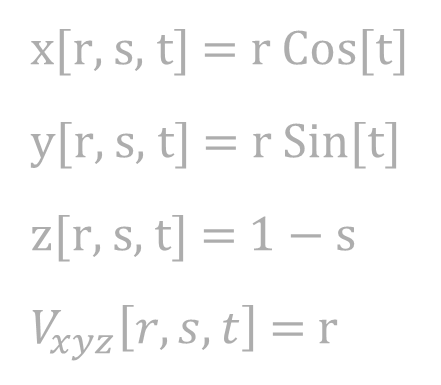 x[r, s, t] = r Cos[t]
y[r, s, t] = r Sin[t]
z[r, s, t] = 1 − s
V_{xyz}[r, s, t] = r